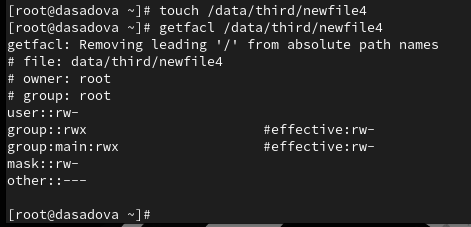 [root@dasadova ~]# touch /data/third/newfile4
[root@dasadova ~]# getfacl /data/third/newfile4
getfacl: Removing leading '/' from absolute path names
# file: data/third/newfile4
# owner: root
# group: root
user::rw-
group::rwx #effective:rw-
group:main:rwx #effective:rw-
mask::rw-
other::---
[root@dasadova ~]#